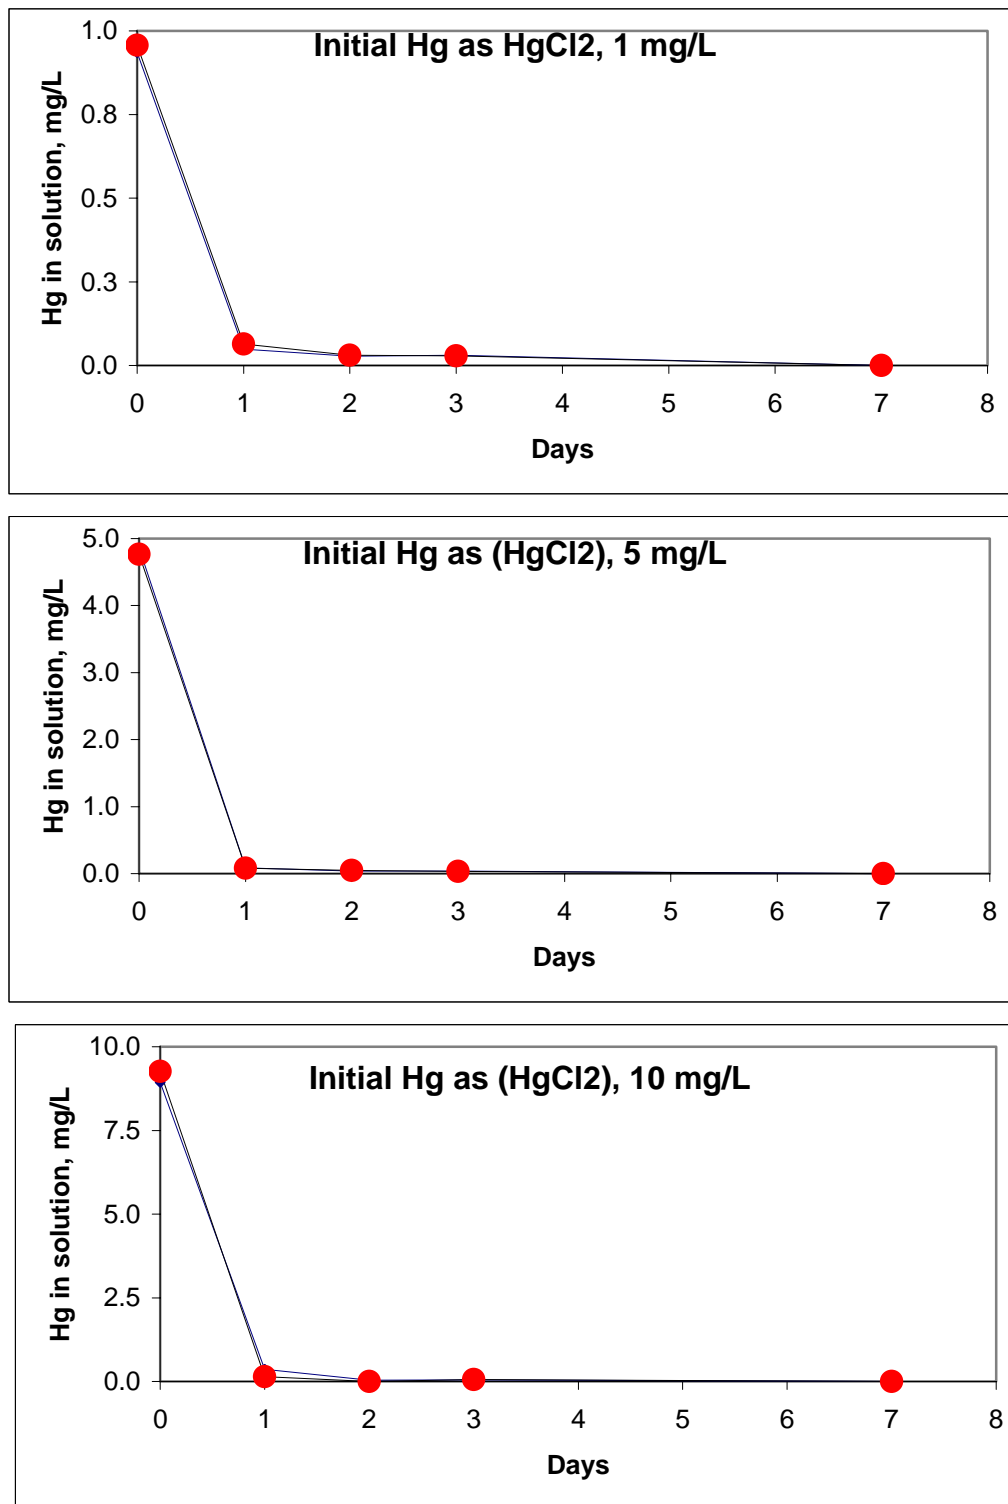 Initial Hg as HgCl2, 1 mg/L
Hg in solution, mg/L
1.0
0.8
0.5
0.3
0.0
0 1 2 3 4 5 6 7 8
Days
Initial Hg as (HgCl2), 5 mg/L
Hg in solution, mg/L
5.0
4.0
3.0
2.0
1.0
0.0
0 1 2 3 4 5 6 7 8
Days
Initial Hg as (HgCl2), 10 mg/L
Hg in solution, mg/L
10.0
7.5
5.0
2.5
0.0
0 1 2 3 4 5 6 7 8
Days